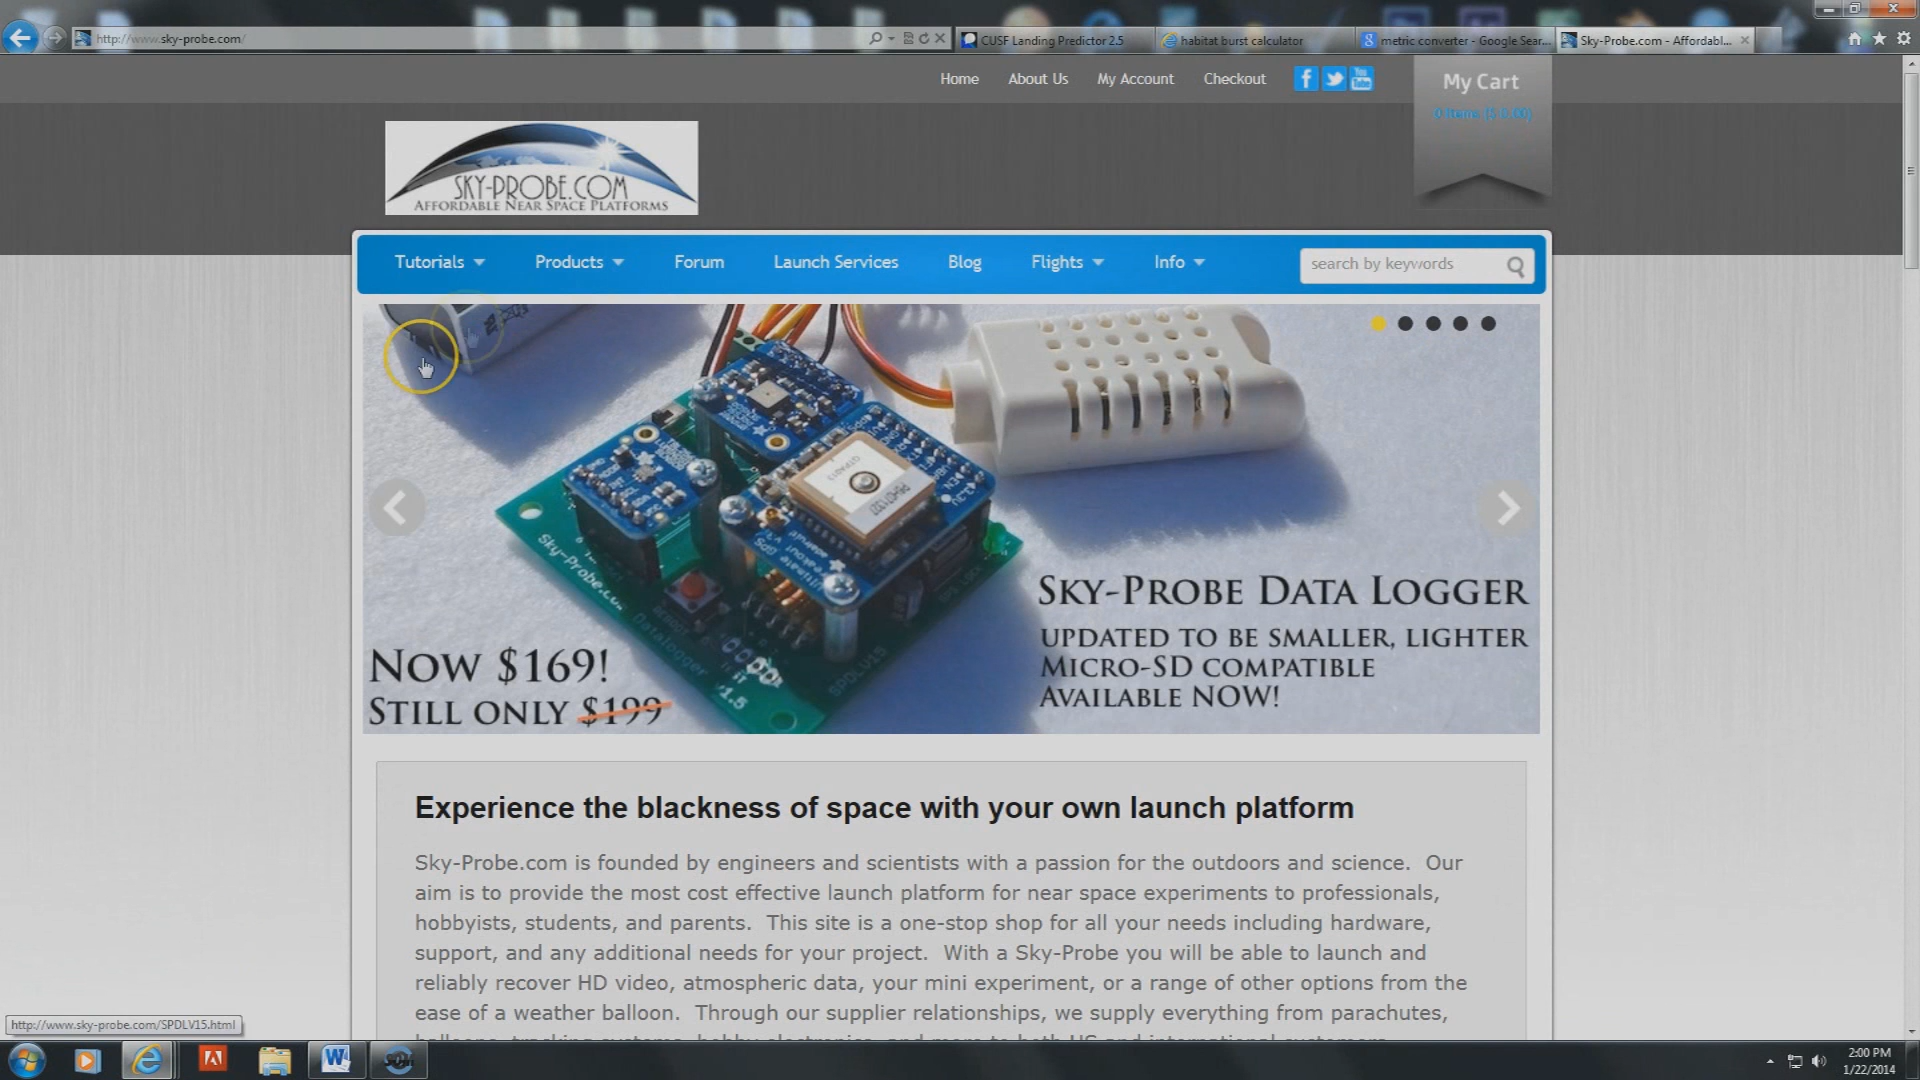 http://www.sky-probe.com/
CUSF Landing Predictor 2.5
habitat burst calculator
metric converter - Google Sear...
Sky-Probe.com - Affordabl...
Home
About Us
My Account
Checkout
My Cart
0 items ($ 0.00)
SKY-PROBE.COM
AFFORDABLE NEAR SPACE PLATFORMS
Tutorials
Products
Forum
Launch Services
Blog
Flights
Info
search by keywords
Sky-Probe.co
Datalogger
v1.5
SPDLV15
SKY-PROBE DATA LOGGER
UPDATED TO BE SMALLER, LIGHTER
MICRO-SD COMPATIBLE
AVAILABLE NOW!
NOW $169!
STILL ONLY $199
Experience the blackness of space with your own launch platform
Sky-Probe.com is founded by engineers and scientists with a passion for the outdoors and science. Our
aim is to provide the most cost effective launch platform for near space experiments to professionals,
hobbyists, students, and parents. This site is a one-stop shop for all your needs including hardware,
support, and any additional needs for your project. With a Sky-Probe you will be able to launch and
reliably recover HD video, atmospheric data, your mini experiment, or a range of other options from the
ease of a weather balloon. Through our supplier relationships, we supply everything from parachutes,
http://www.sky-probe.com/SPDLV15.html
2:00 PM
1/22/2014